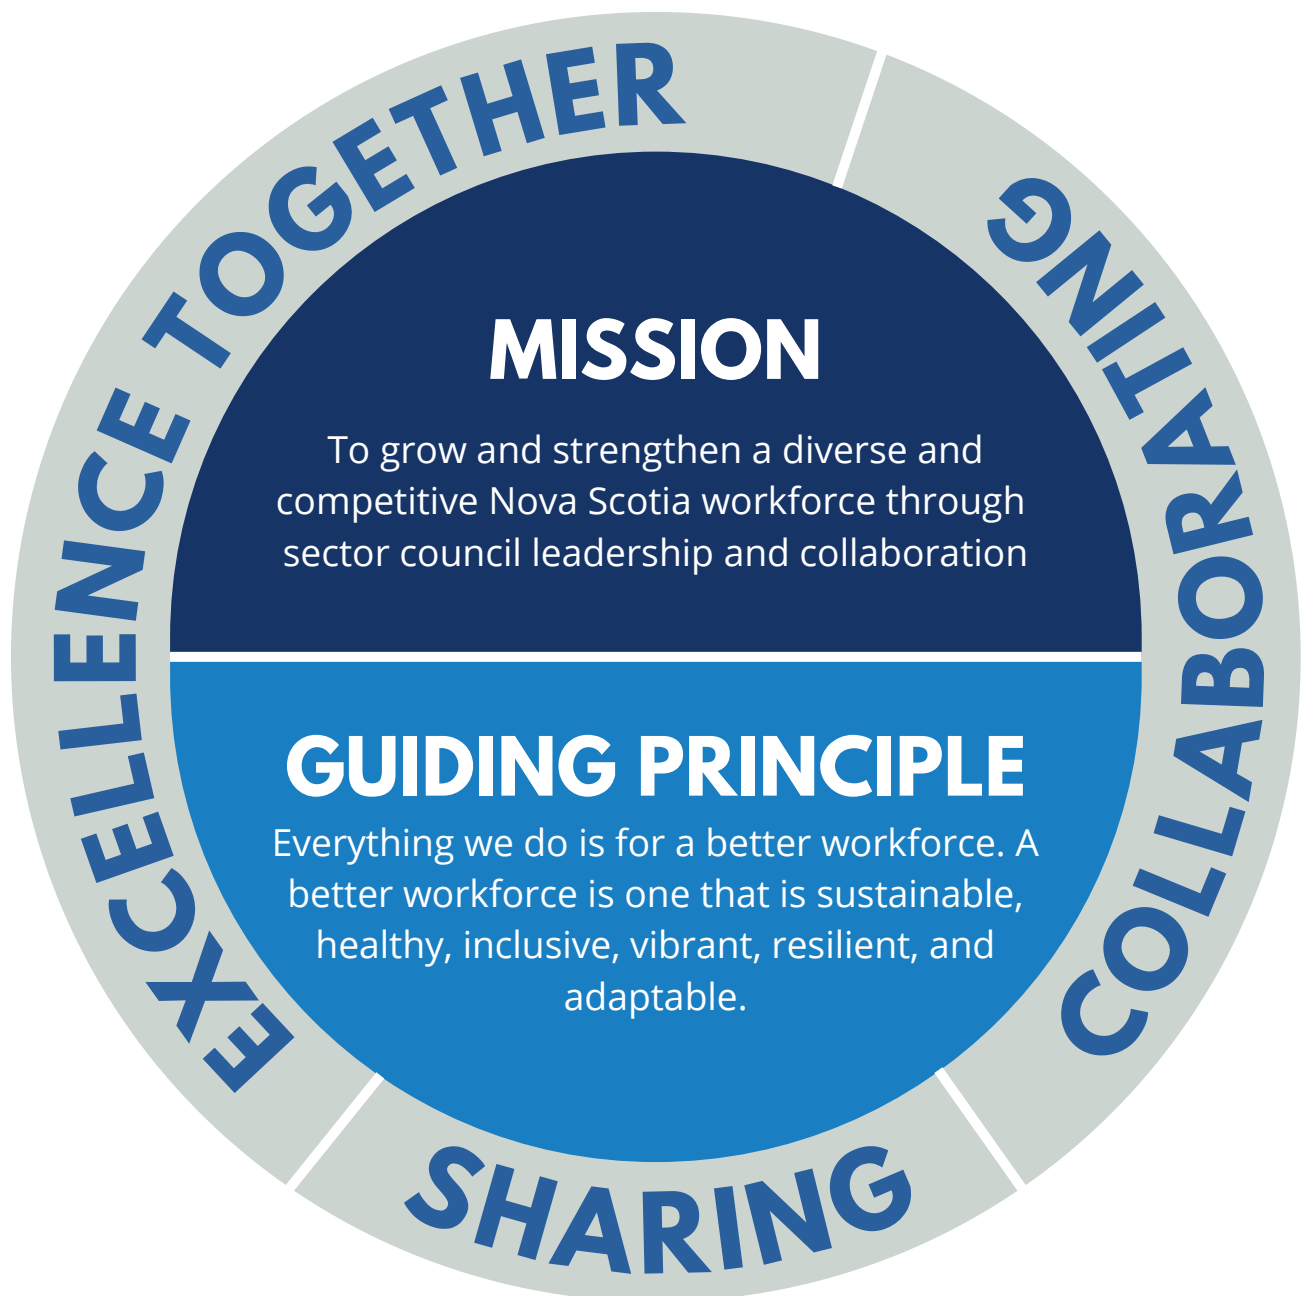 EXCELLENCE TOGETHER
COLLABORATING
SHARING
MISSION
To grow and strengthen a diverse and
competitive Nova Scotia workforce through
sector council leadership and collaboration
GUIDING PRINCIPLE
Everything we do is for a better workforce. A
better workforce is one that is sustainable,
healthy, inclusive, vibrant, resilient, and
adaptable.